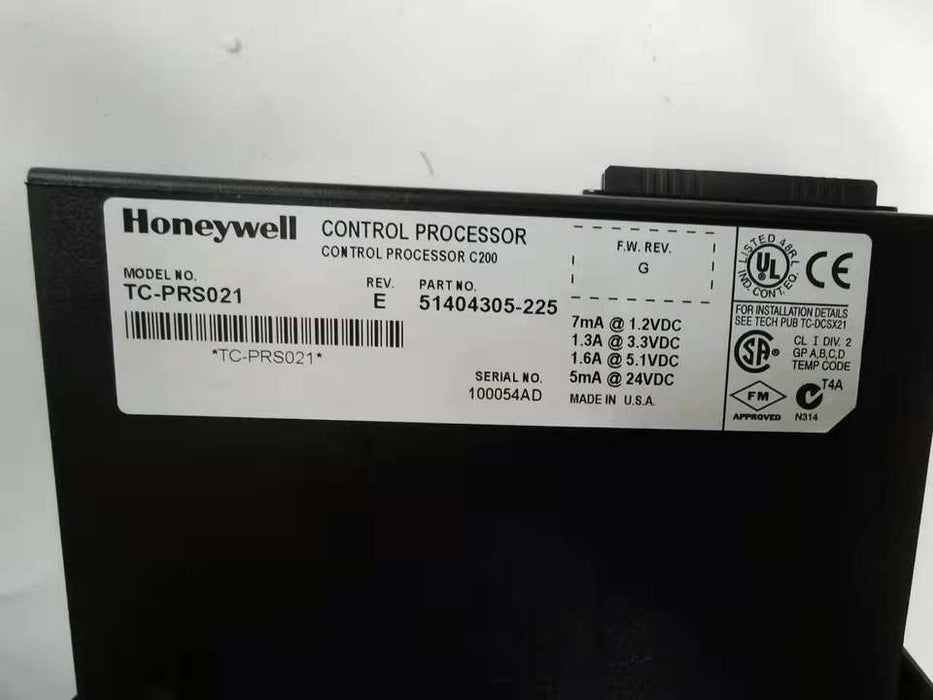 Honeywell
CONTROL PROCESSOR
CONTROL PROCESSOR C200
MODEL NO.
TC-PRS021
REV.
E
PART NO.
51404305-225
*TC-PRS021*
SERIAL NO.
100054AD
F.W. REV.
G
7mA @ 1.2VDC
1.3A @ 3.3VDC
1.6A @ 5.1VDC
5mA @ 24VDC
MADE IN U.S.A.
LISTED 48RL
UL
IND. CONT. EQ.
CE
FOR INSTALLATION DETAILS
SEE TECH PUB TC-DCSX21
SA
CL I DIV. 2
GP A,B,C,D
TEMP CODE
T4A
FM
APPROVED
N314